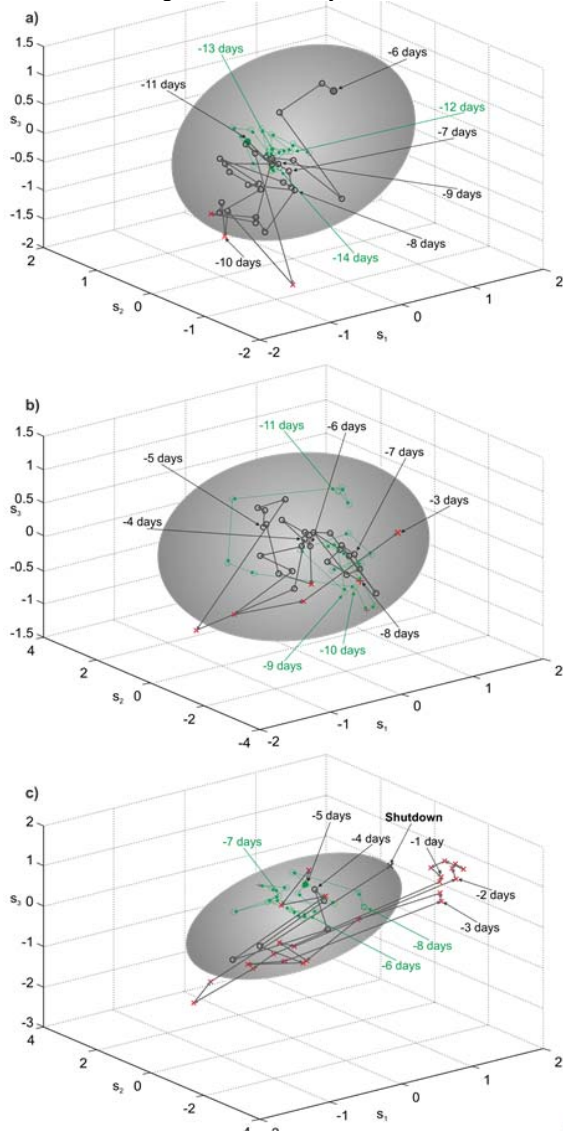 a)
1.5
-13 days
-6 days
1
-11 days
0.5
-12 days
s3
0
-7 days
-0.5
-1
-9 days
-1.5
-8 days
-2
-10 days
-14 days
2
1
s2 0
-1
-2 -2
-1
s1
0
1
2
b)
1.5
-6 days
-11 days
1
-7 days
-5 days
0.5
-3 days
s3
-4 days
0
-0.5
-1
-8 days
-10 days
-1.5
-9 days
4
2
s2 0
-2
-4 -2
-1
s1
0
1
2
c)
2
-5 days
Shutdown
-4 days
-1 day
1
-7 days
s3
0
-2 days
-3 days
-1
-8 days
-6 days
-2
-3
4
2
s2 0
-2
-1
s1
0
1
2